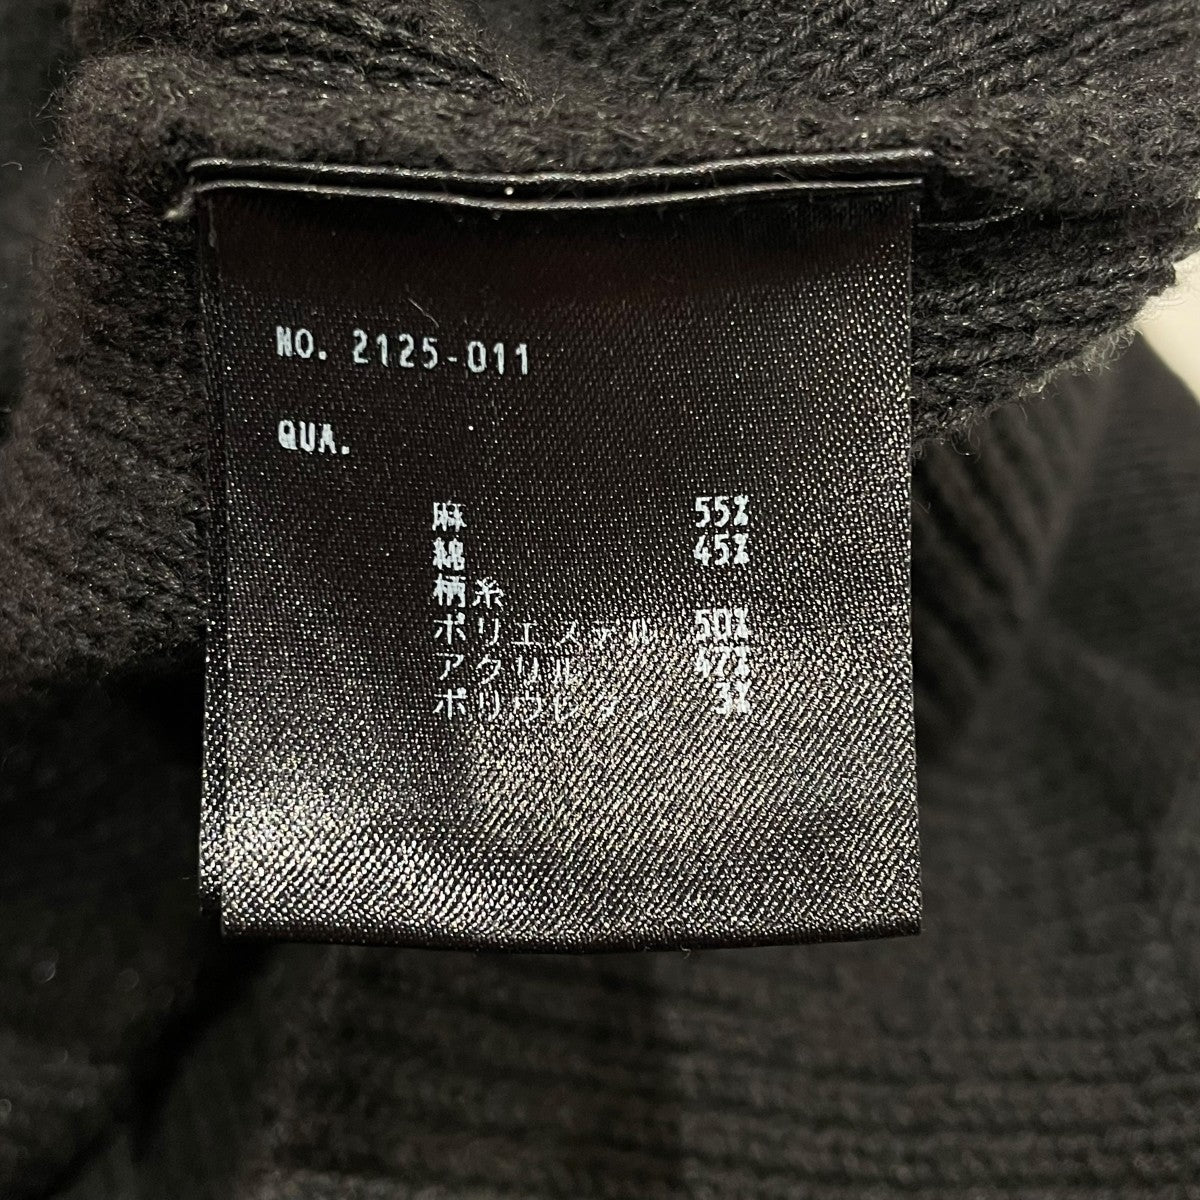 NO. 2125-011
QUA.
麻 55%
綿 45%
柄糸
ポリエステル 50%
アクリル 47%
ポリウレタン 3%